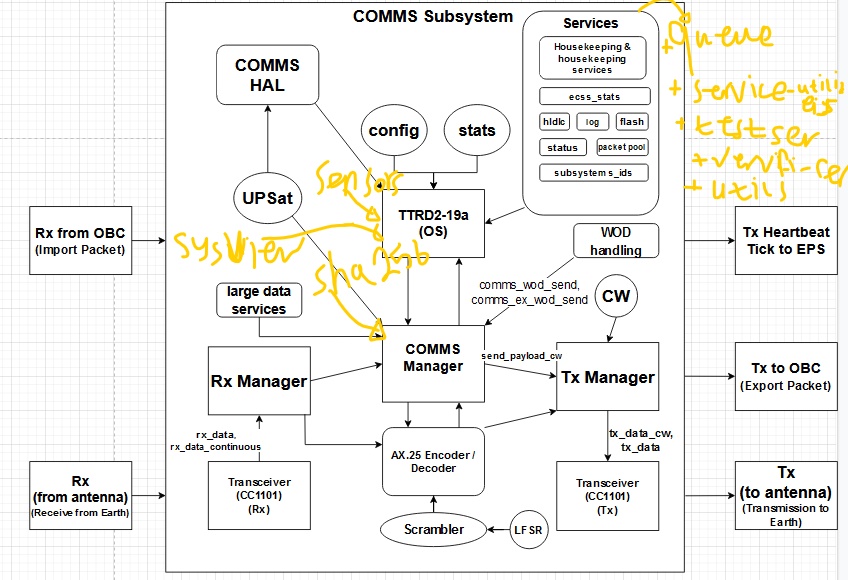 COMMS Subsystem
Services
+ Queue
Housekeeping &
housekeeping
services
COMMS
HAL
+ service-utilis
ecss_stats
config
stats
hldlc
log
flash
+ testser
status
packet pool
+ verifi-cer
subsystems_ids
+ utils
Sensors
UPSat
TTRD2-19a
(OS)
Rx from OBC
(Import Packet)
sysView
sha256
WOD
handling
Tx Heartbeat
Tick to EPS
large data
services
comms_wod_send,
comms_ex_wod_send
CW
COMMS
Manager
send_payload_cw
Rx Manager
Tx Manager
Tx to OBC
(Export Packet)
rx_data,
rx_data_continuous
AX.25 Encoder /
Decoder
tx_data_cw,
tx_data
Rx
(from antenna)
(Receive from Earth)
Transceiver
(CC1101)
(Rx)
Transceiver
(CC1101)
(Tx)
Tx
(to antenna)
(Transmission to
Earth)
Scrambler
LFSR